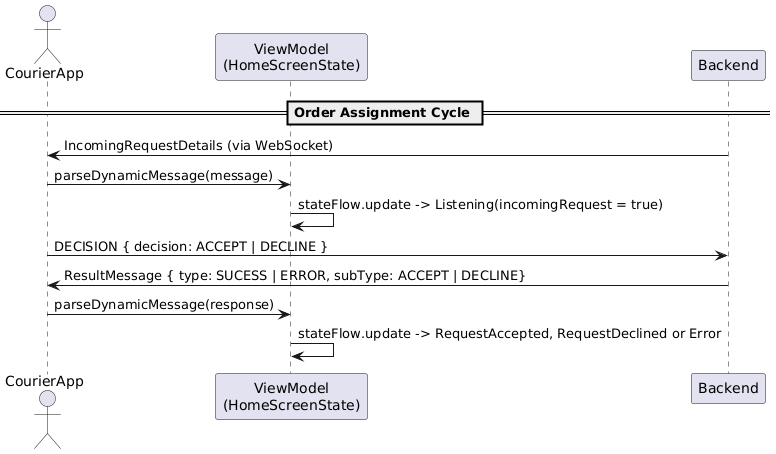 CourierApp
ViewModel
(HomeScreenState)
Backend
Order Assignment Cycle
IncomingRequestDetails (via WebSocket)
parseDynamicMessage(message)
stateFlow.update -> Listening(incomingRequest = true)
DECISION { decision: ACCEPT | DECLINE }
ResultMessage { type: SUCESS | ERROR, subType: ACCEPT | DECLINE}
parseDynamicMessage(response)
stateFlow.update -> RequestAccepted, RequestDeclined or Error
CourierApp
ViewModel
(HomeScreenState)
Backend